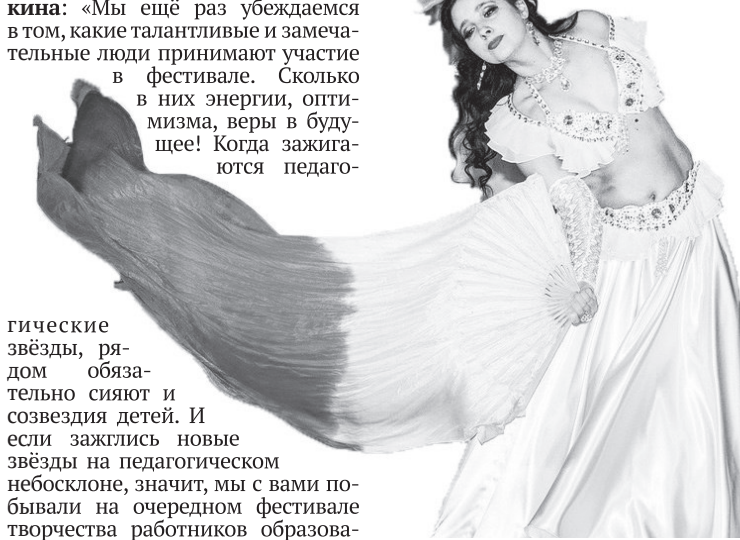 кина: «Мы ещё раз убеждаемся
в том, какие талантливые и замеча-
тельные люди принимают участие
в фестивале. Сколько
в них энергии, опти-
мизма, веры в буду-
щее! Когда зажига-
ются педаго-
гические
звёзды, ря-
дом обяза-
тельно сияют и
созвездия детей. И
если зажглись новые
звёзды на педагогическом
небосклоне, значит, мы с вами по-
бывали на очередном фестивале
творчества работников образова-